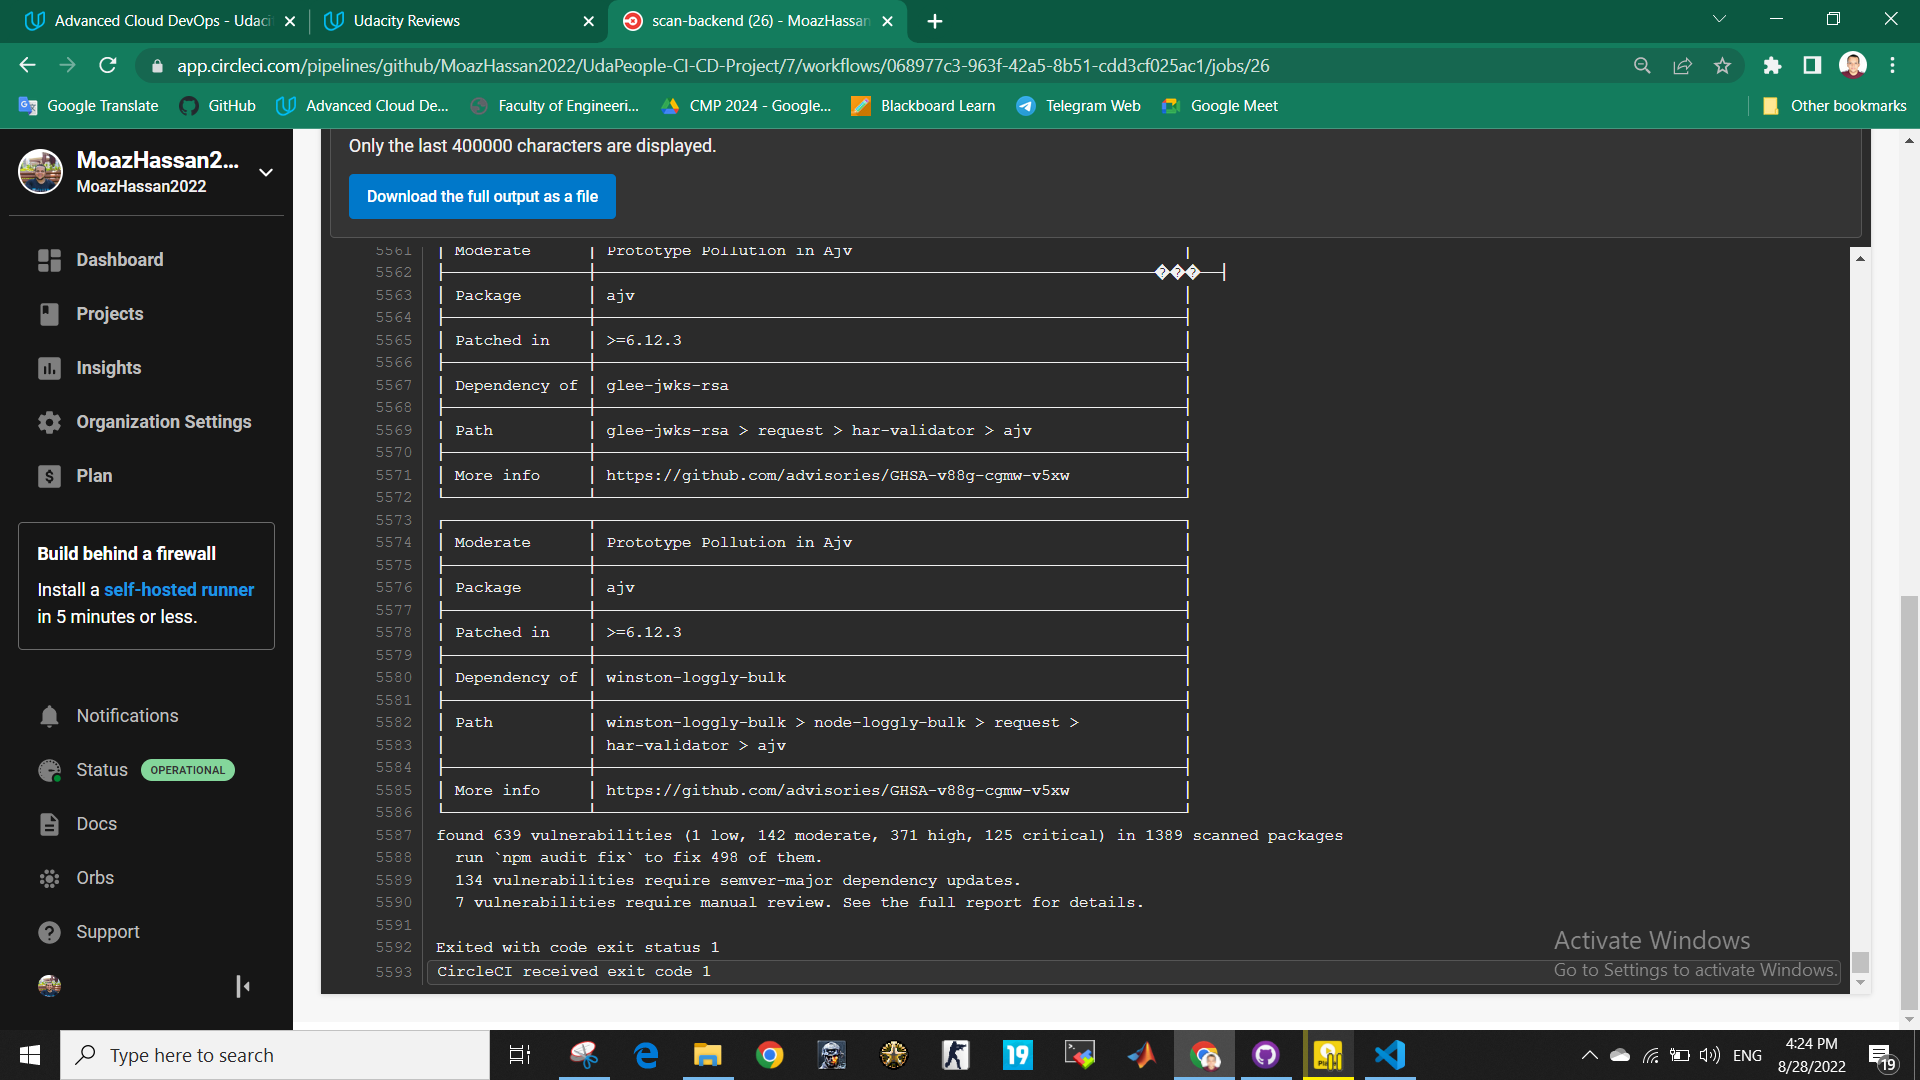 Advanced Cloud DevOps - Udaci
Udacity Reviews
scan-backend (26) - MoazHassan
app.circleci.com/pipelines/github/MoazHassan2022/UdaPeople-CI-CD-Project/7/workflows/068977c3-963f-42a5-8b51-cdd3cf025ac1/jobs/26
Google Translate
GitHub
Advanced Cloud De...
Faculty of Engineeri...
CMP 2024 - Google...
Blackboard Learn
Telegram Web
Google Meet
Other bookmarks
MoazHassan2...
MoazHassan2022
Dashboard
Projects
Insights
Organization Settings
Plan
Build behind a firewall
Install a self-hosted runner
in 5 minutes or less.
Notifications
Status OPERATIONAL
Docs
Orbs
Support
Only the last 400000 characters are displayed.
Download the full output as a file
5561 | Moderate | Prototype Pollution in Ajv |
5562 ���
5563 | Package | ajv |
5564
5565 | Patched in | >=6.12.3 |
5566
5567 | Dependency of | glee-jwks-rsa |
5568
5569 | Path | glee-jwks-rsa > request > har-validator > ajv |
5570
5571 | More info | https://github.com/advisories/GHSA-v88g-cgmw-v5xw |
5572
5573
5574 | Moderate | Prototype Pollution in Ajv |
5575
5576 | Package | ajv |
5577
5578 | Patched in | >=6.12.3 |
5579
5580 | Dependency of | winston-loggly-bulk |
5581
5582 | Path | winston-loggly-bulk > node-loggly-bulk > request > |
5583 | | har-validator > ajv |
5584
5585 | More info | https://github.com/advisories/GHSA-v88g-cgmw-v5xw |
5586
5587 found 639 vulnerabilities (1 low, 142 moderate, 371 high, 125 critical) in 1389 scanned packages
5588 run `npm audit fix` to fix 498 of them.
5589 134 vulnerabilities require semver-major dependency updates.
5590 7 vulnerabilities require manual review. See the full report for details.
5591
5592 Exited with code exit status 1
5593 CircleCI received exit code 1
Activate Windows
Go to Settings to activate Windows.
Type here to search
19
ENG
4:24 PM
8/28/2022
19